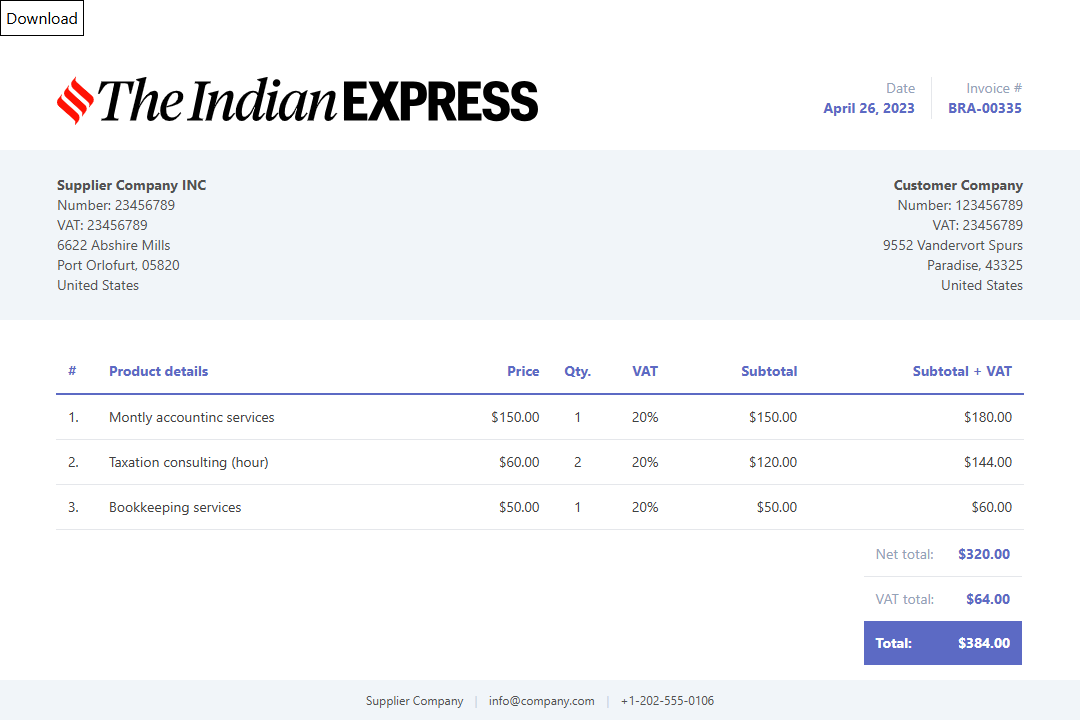 Download
The Indian EXPRESS
Date
April 26, 2023
Invoice #
BRA-00335
Supplier Company INC
Number: 23456789
VAT: 23456789
6622 Abshire Mills
Port Orlofurt, 05820
United States
Customer Company
Number: 123456789
VAT: 23456789
9552 Vandervort Spurs
Paradise, 43325
United States
# Product details Price Qty. VAT Subtotal Subtotal + VAT
1. Montly accountinc services $150.00 1 20% $150.00 $180.00
2. Taxation consulting (hour) $60.00 2 20% $120.00 $144.00
3. Bookkeeping services $50.00 1 20% $50.00 $60.00
Net total: $320.00
VAT total: $64.00
Total: $384.00
Supplier Company | info@company.com | +1-202-555-0106